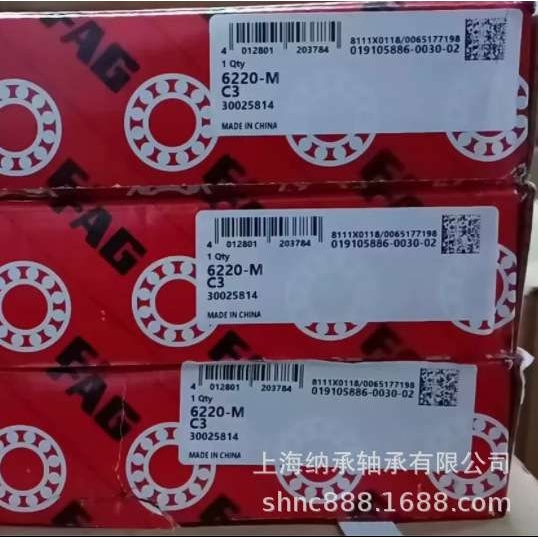 FAG
4 012801 203784
8111X0118/0065177198
019105886-0030-02
1 Qty
6220-M
C3
30025814
MADE IN CHINA
FAG
4 012801 203784
8111X0118/0065177198
019105886-0030-02
1 Qty
6220-M
C3
30025814
MADE IN CHINA
FAG
4 012801 203784
8111X0118/0065177198
019105886-0030-02
1 Qty
6220-M
C3
30025814
MADE IN CHINA
上海纳承轴承有限公司
shnc888.1688.com